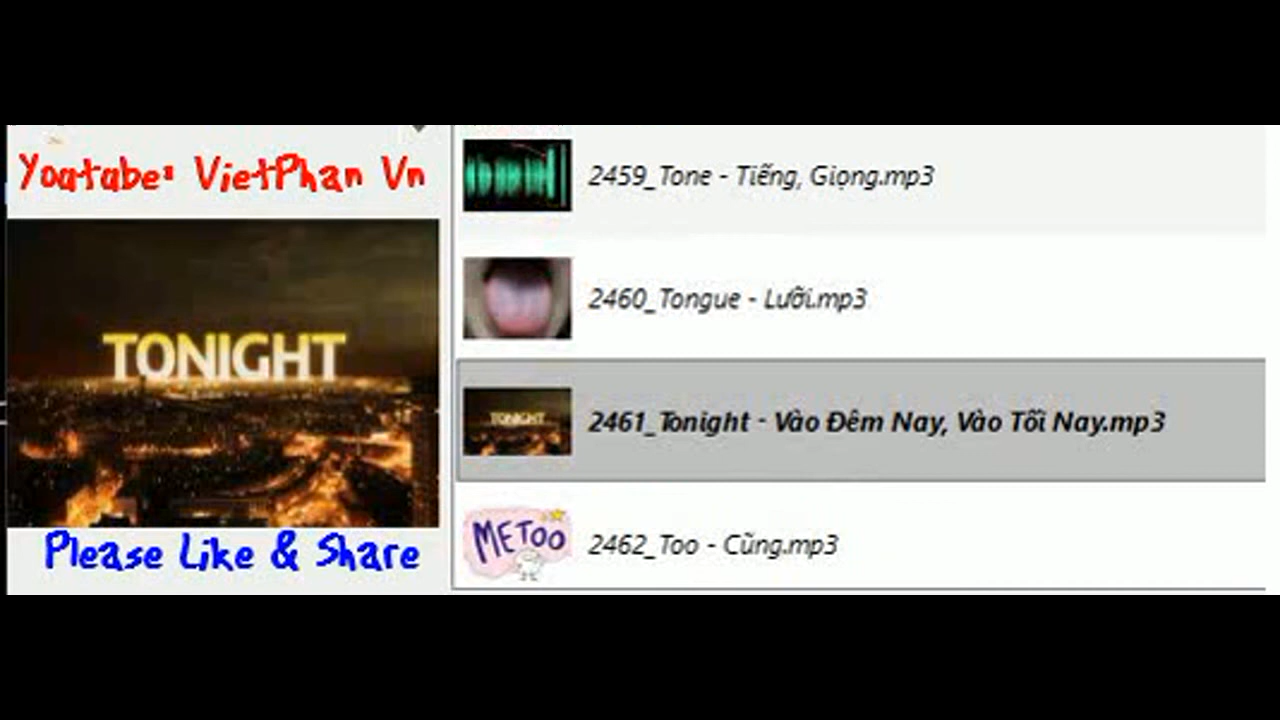 Youtube: VietPhan Vn
TONIGHT
Please Like & Share
2459_Tone - Tiếng, Giọng.mp3
2460_Tongue - Lưỡi.mp3
TONIGHT
2461_Tonight - Vào Đêm Nay, Vào Tối Nay.mp3
METOO
2462_Too - Cũng.mp3